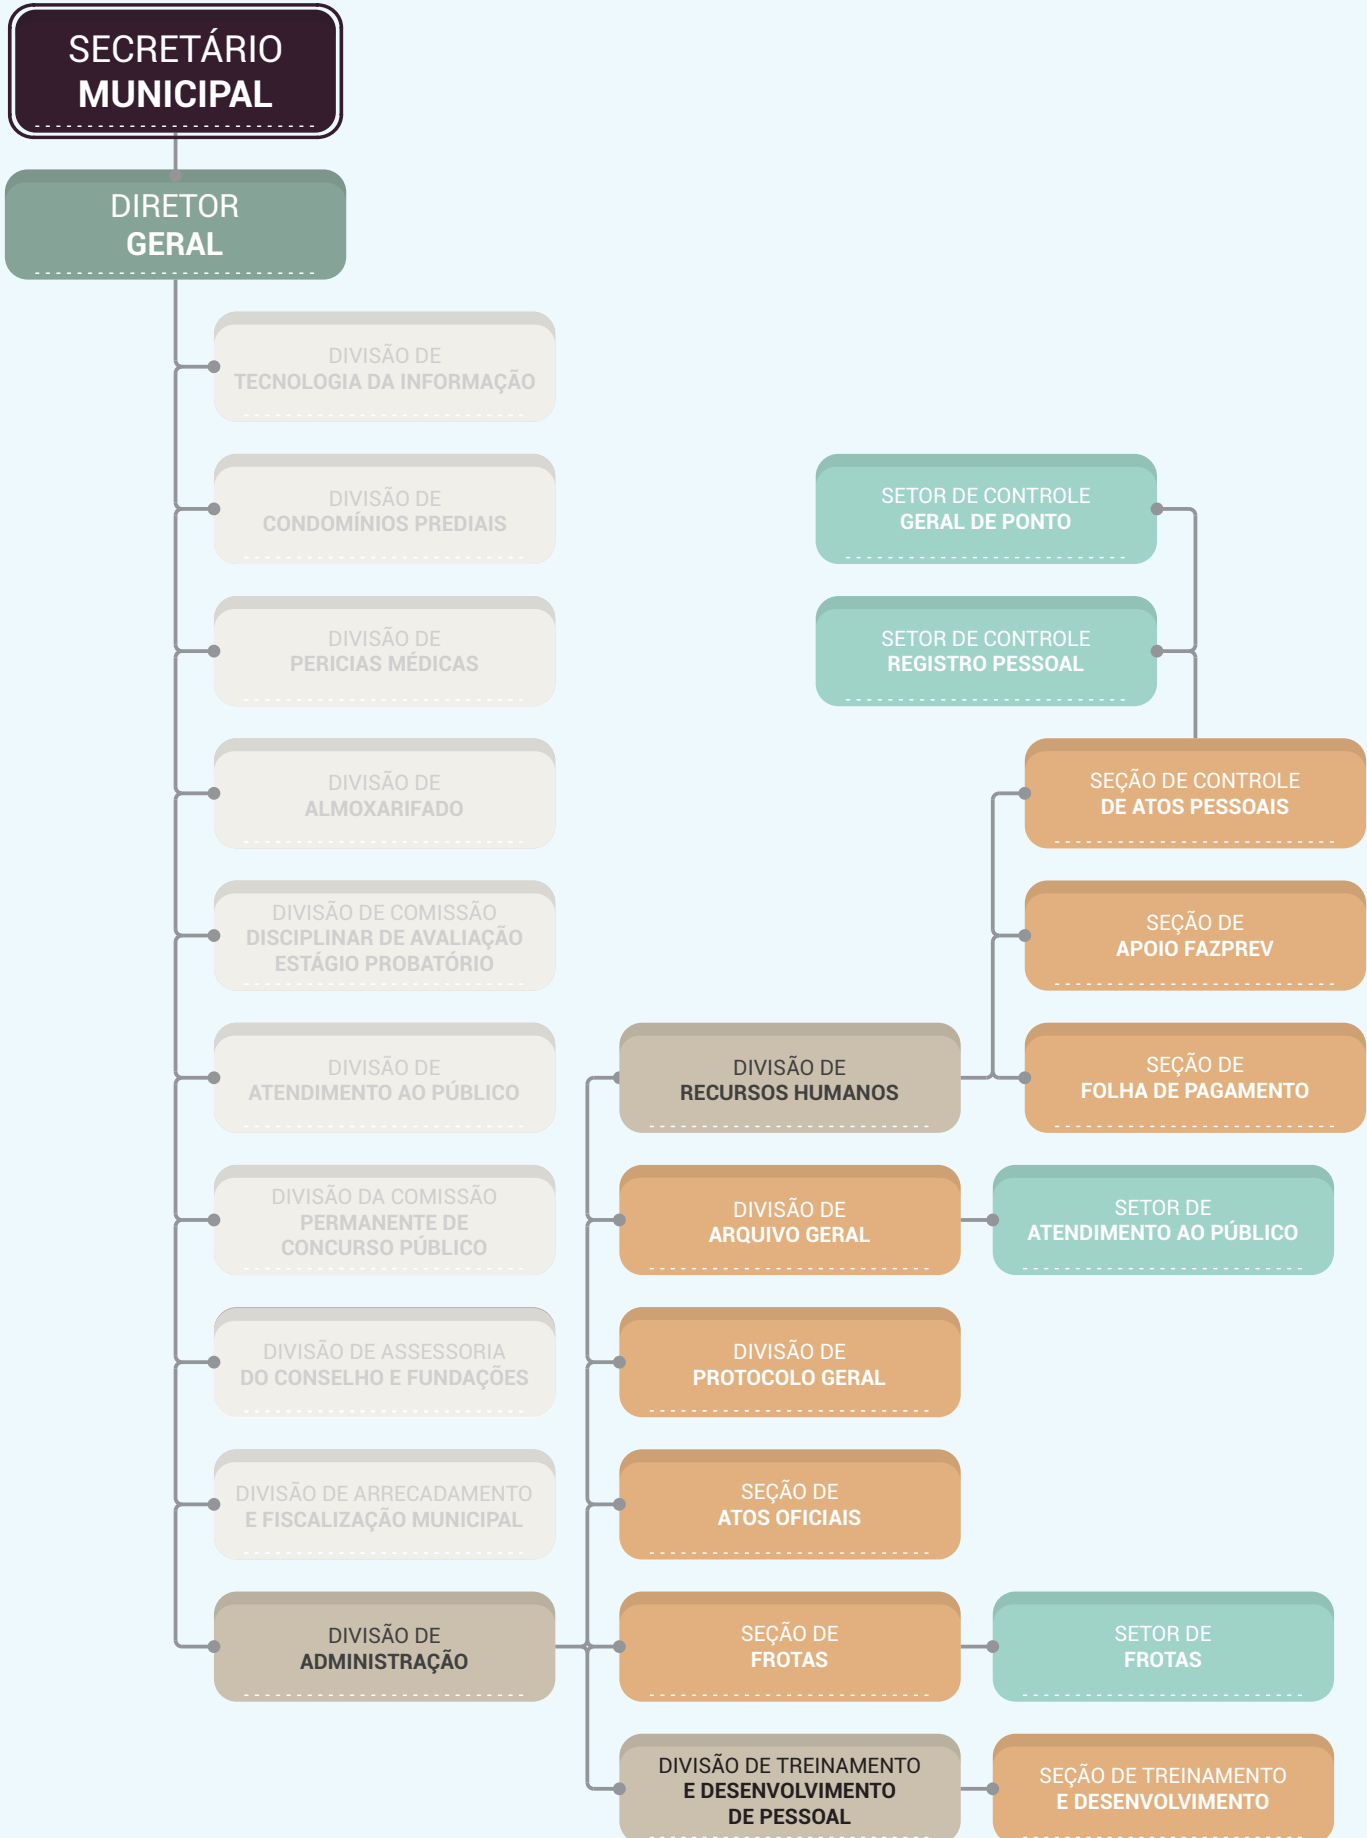 SECRETÁRIO
MUNICIPAL
DIRETOR
GERAL
DIVISÃO DE
TECNOLOGIA DA INFORMAÇÃO
DIVISÃO DE
CONDOMÍNIOS PREDIAIS
SETOR DE CONTROLE
GERAL DE PONTO
DIVISÃO DE
PERICIAS MÉDICAS
SETOR DE CONTROLE
REGISTRO PESSOAL
DIVISÃO DE
ALMOXARIFADO
SEÇÃO DE CONTROLE
DE ATOS PESSOAIS
DIVISÃO DE COMISSÃO
DISCIPLINAR DE AVALIAÇÃO
ESTÁGIO PROBATÓRIO
SEÇÃO DE
APOIO FAZPREV
DIVISÃO DE
ATENDIMENTO AO PÚBLICO
DIVISÃO DE
RECURSOS HUMANOS
SEÇÃO DE
FOLHA DE PAGAMENTO
DIVISÃO DA COMISSÃO
PERMANENTE DE
CONCURSO PÚBLICO
DIVISÃO DE
ARQUIVO GERAL
SETOR DE
ATENDIMENTO AO PÚBLICO
DIVISÃO DE ASSESSORIA
DO CONSELHO E FUNDAÇÕES
DIVISÃO DE
PROTOCOLO GERAL
DIVISÃO DE ARRECADAMENTO
E FISCALIZAÇÃO MUNICIPAL
SEÇÃO DE
ATOS OFICIAIS
DIVISÃO DE
ADMINISTRAÇÃO
SEÇÃO DE
FROTAS
SETOR DE
FROTAS
DIVISÃO DE TREINAMENTO
E DESENVOLVIMENTO
DE PESSOAL
SEÇÃO DE TREINAMENTO
E DESENVOLVIMENTO